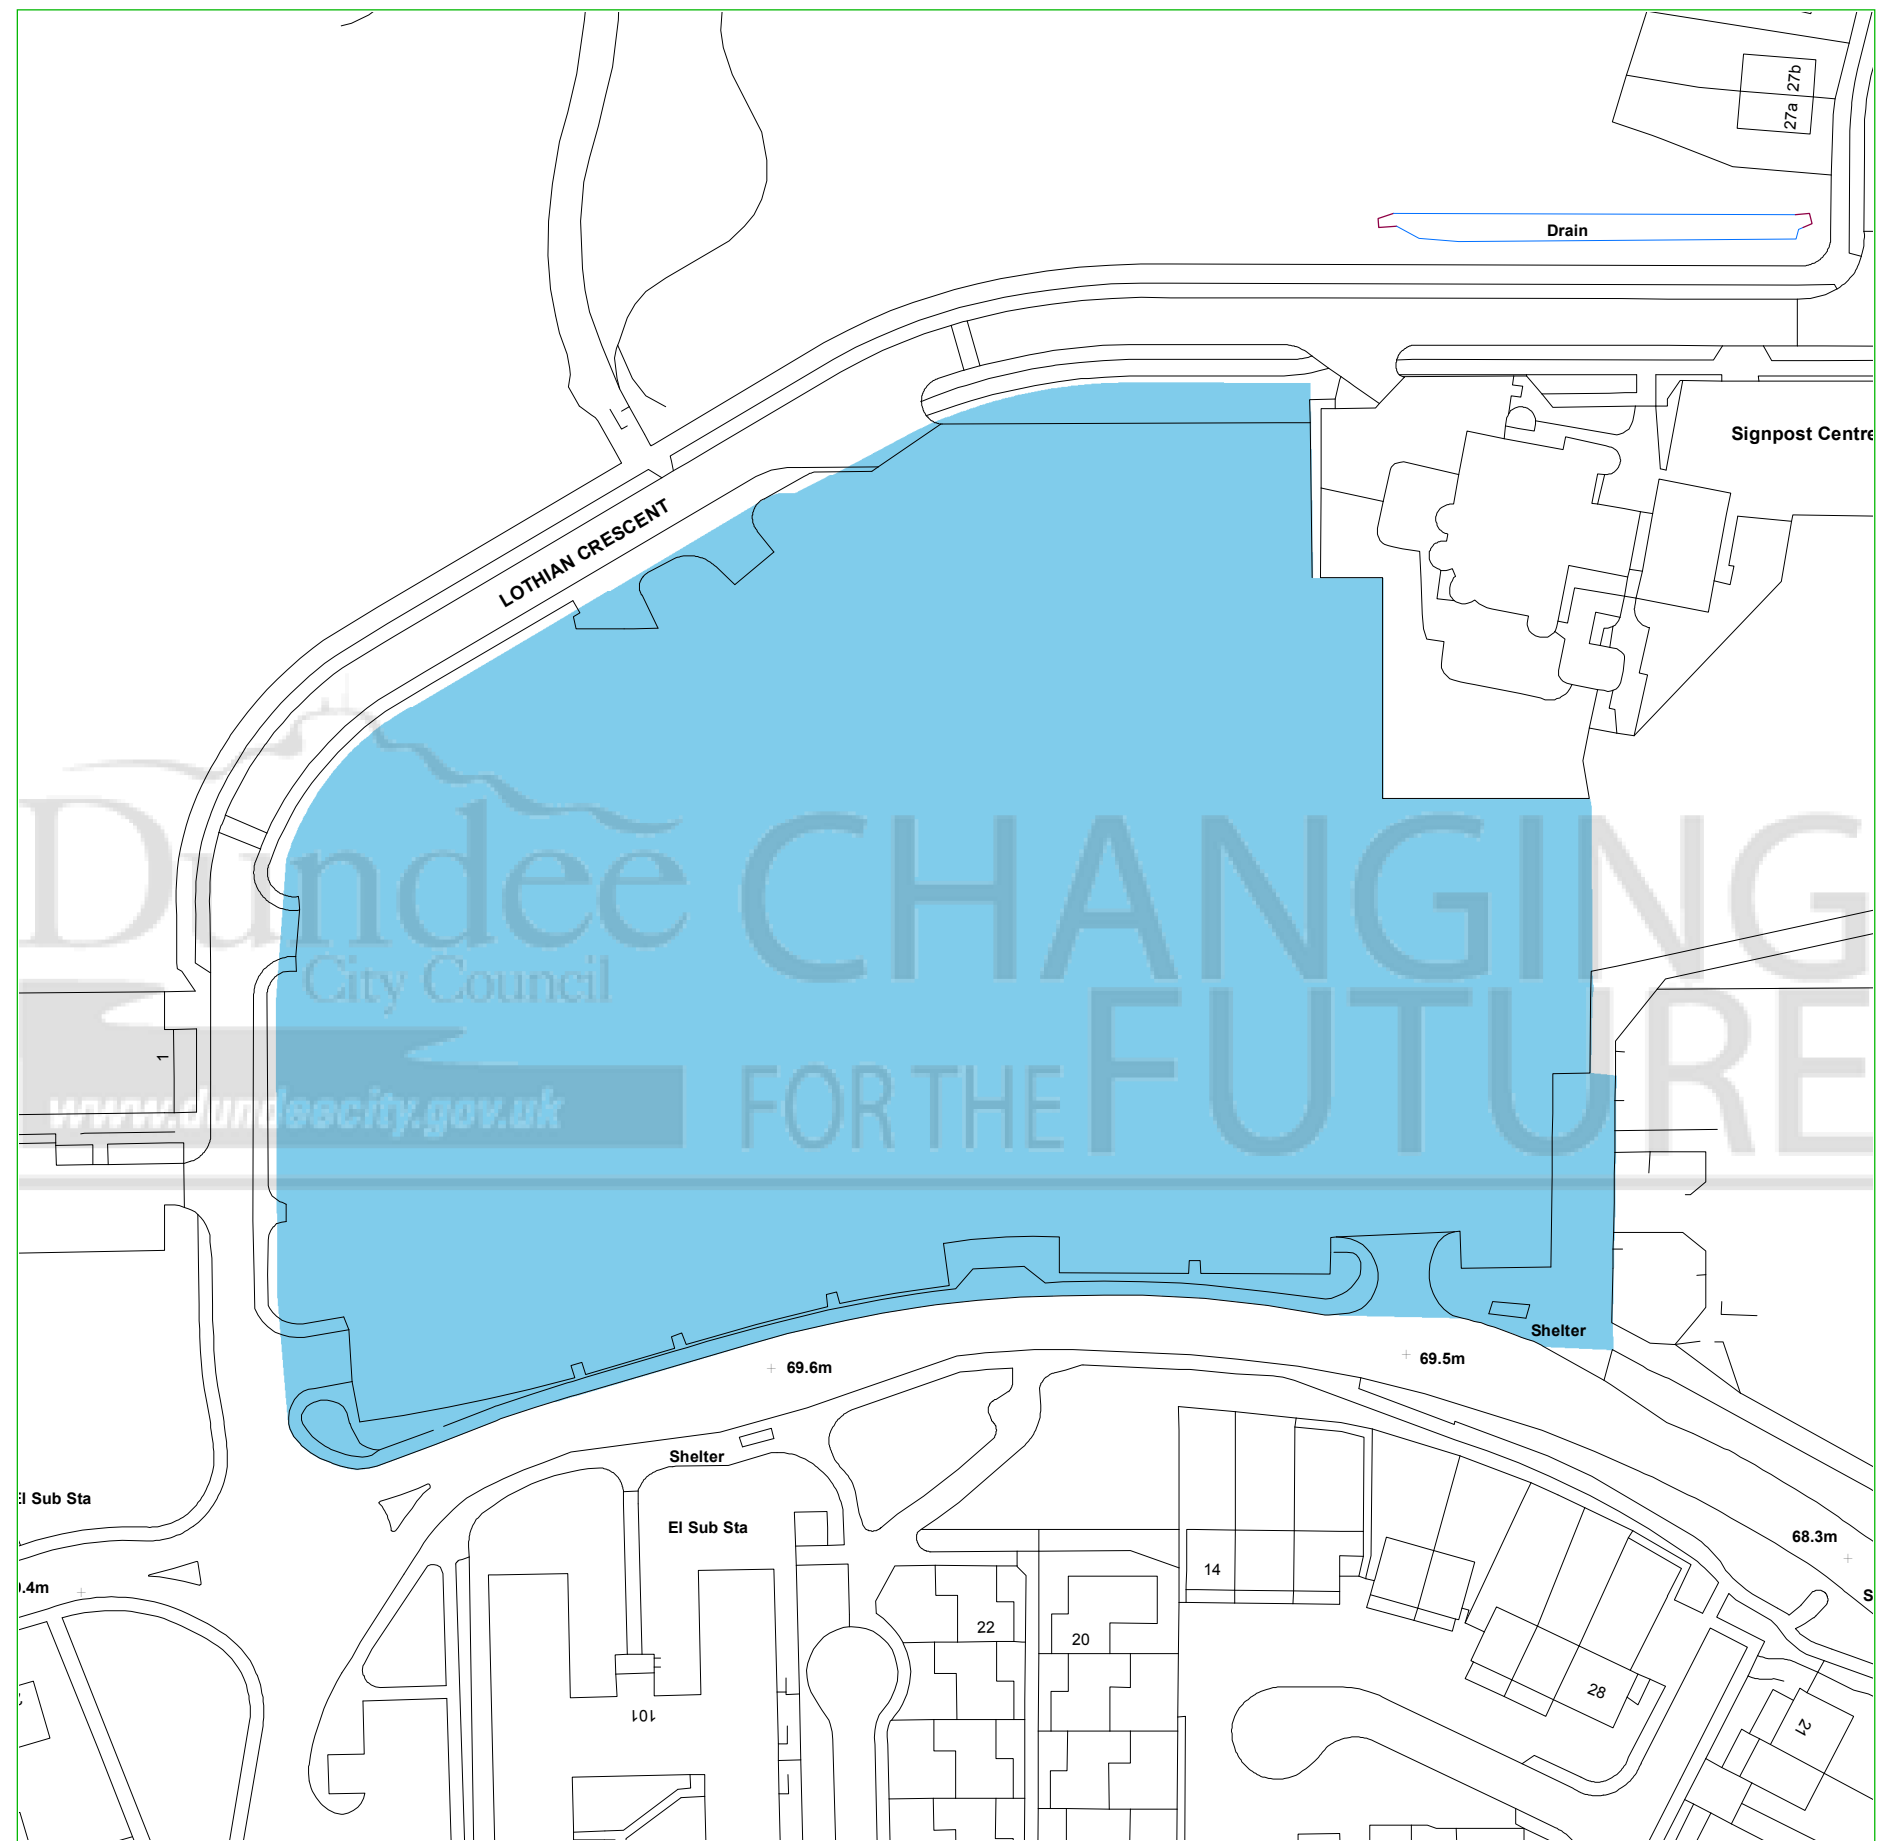 27b
27a
Drain
Signpost Centre
LOTHIAN CRESCENT
Dundee
City Council
www.dundeecity.gov.uk
CHANGING
FOR THE FUTURE
1
Shelter
69.6m
69.5m
Shelter
El Sub Sta
El Sub Sta
68.3m
.4m
S
14
22
20
28
101
21